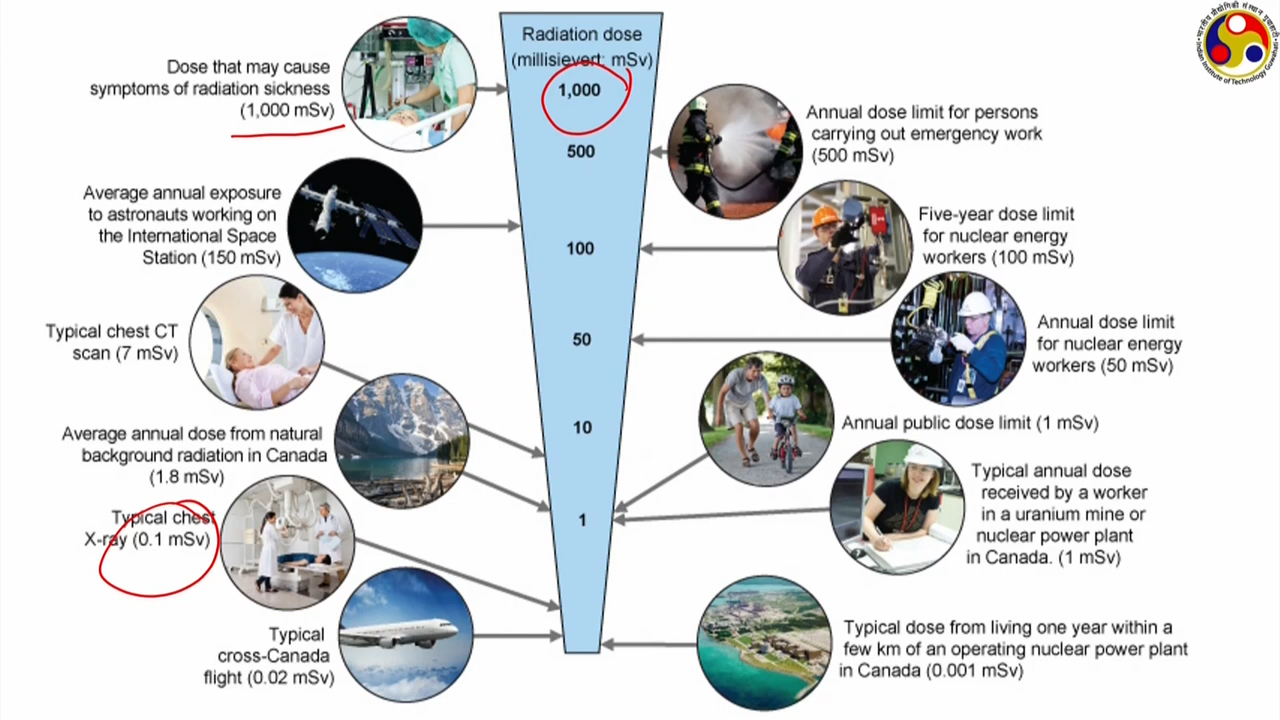 Radiation dose
(millisievert: mSv)
1,000
500
100
50
10
1
Dose that may cause
symptoms of radiation sickness
(1,000 mSv)
Average annual exposure
to astronauts working on
the International Space
Station (150 mSv)
Typical chest CT
scan (7 mSv)
Average annual dose from natural
background radiation in Canada
(1.8 mSv)
Typical chest
X-ray (0.1 mSv)
Typical
cross-Canada
flight (0.02 mSv)
Annual dose limit for persons
carrying out emergency work
(500 mSv)
Five-year dose limit
for nuclear energy
workers (100 mSv)
Annual dose limit
for nuclear energy
workers (50 mSv)
Annual public dose limit (1 mSv)
Typical annual dose
received by a worker
in a uranium mine or
nuclear power plant
in Canada. (1 mSv)
Typical dose from living one year within a
few km of an operating nuclear power plant
in Canada (0.001 mSv)
भारतीय प्रौद्योगिकी संस्थान गुवाहाटी
Indian Institute of Technology Guwahati